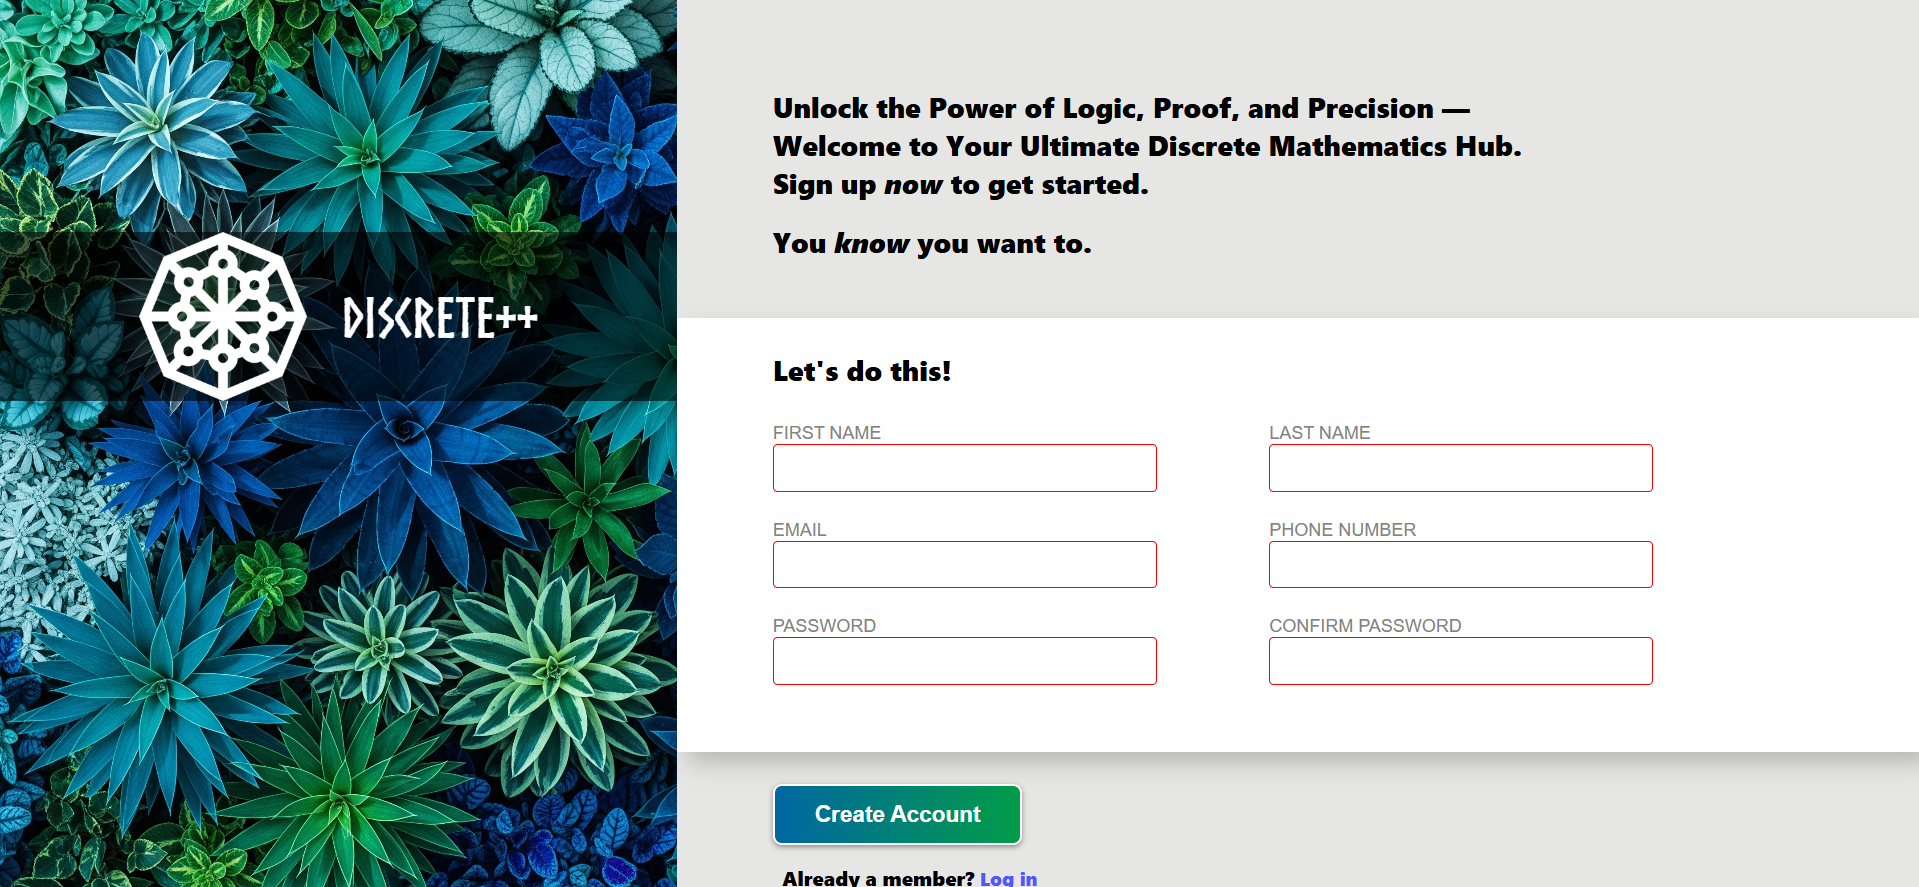 DISCRETE++
Unlock the Power of Logic, Proof, and Precision —
Welcome to Your Ultimate Discrete Mathematics Hub.
Sign up now to get started.
You know you want to.
Let's do this!
FIRST NAME
LAST NAME
EMAIL
PHONE NUMBER
PASSWORD
CONFIRM PASSWORD
Create Account
Already a member? Log in